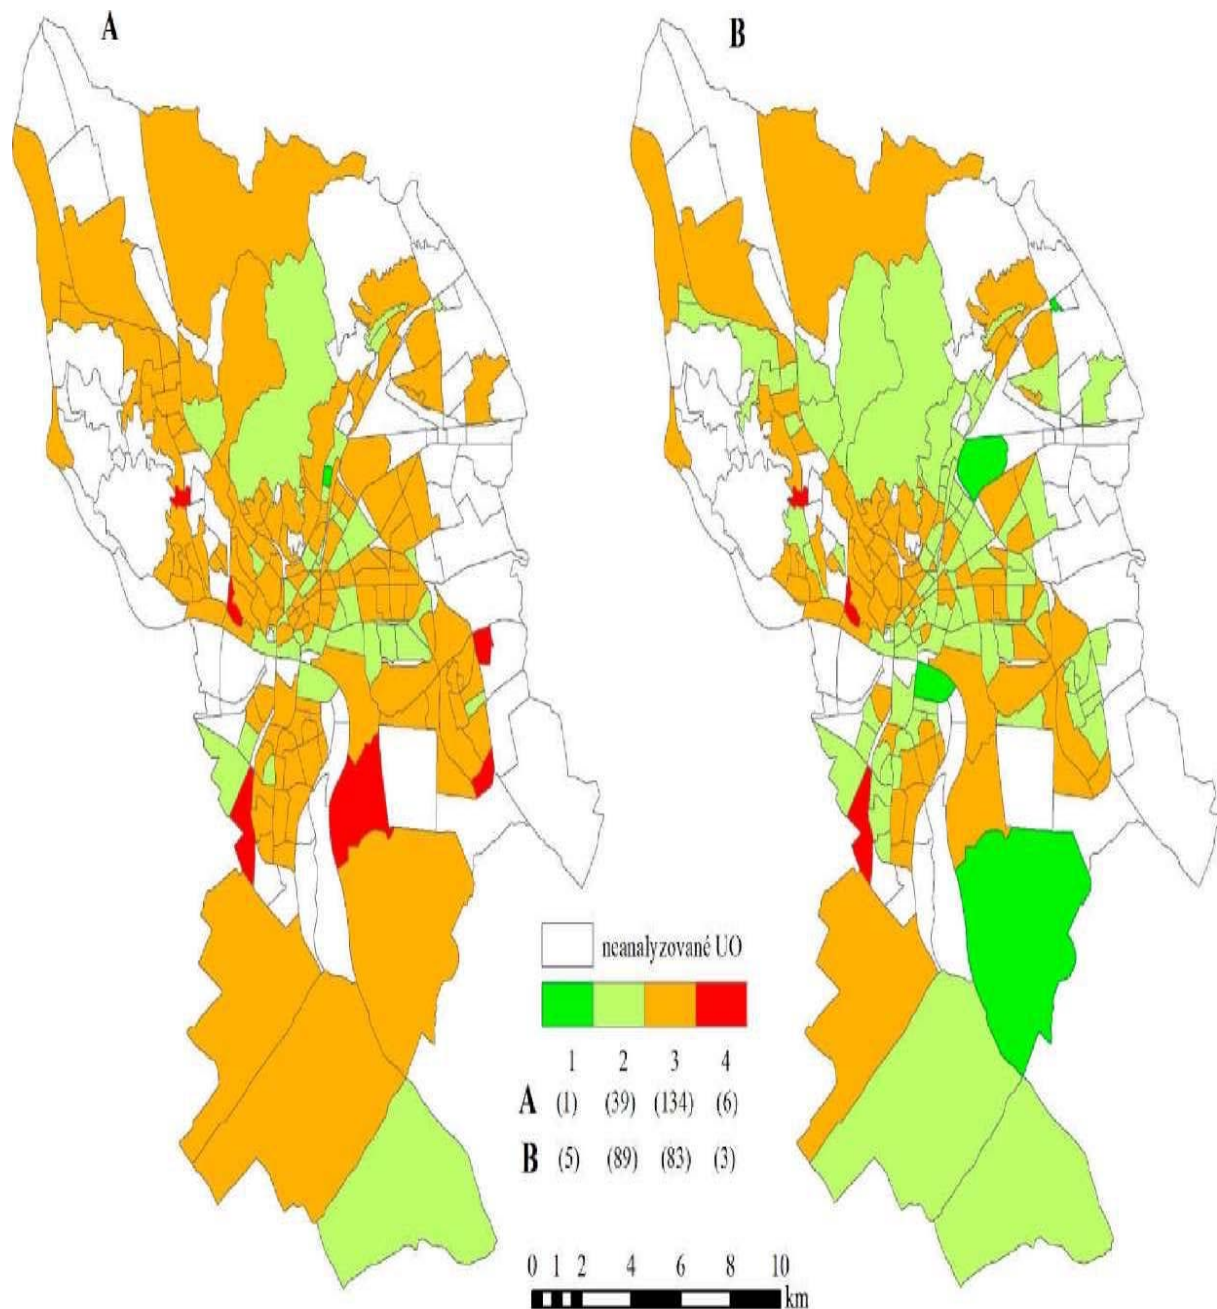 A B
neanalyzované UO
1 2 3 4
A (1) (39) (134) (6)
B (5) (89) (83) (3)
0 1 2 4 6 8 10
km